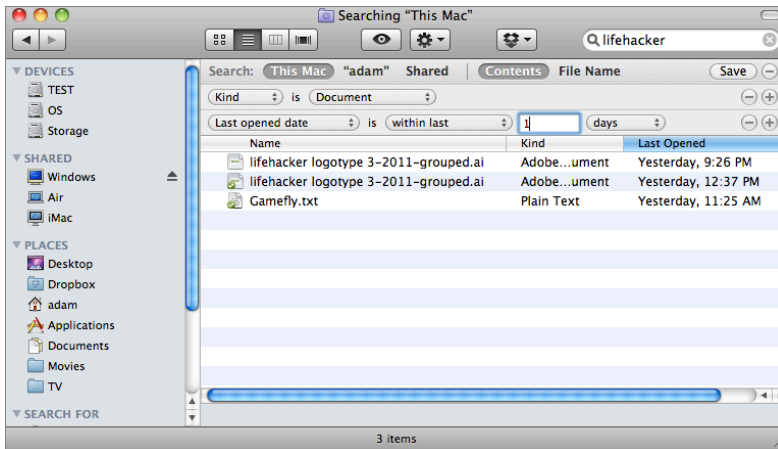 Searching "This Mac"
lifehacker
DEVICES
TEST
OS
Storage
SHARED
Windows
Air
iMac
PLACES
Desktop
Dropbox
adam
Applications
Documents
Movies
TV
SEARCH FOR
Search: This Mac "adam" Shared Contents File Name Save
Kind is Document
Last opened date is within last 1 days
Name Kind Last Opened
lifehacker logotype 3-2011-grouped.ai Adobe...ument Yesterday, 9:26 PM
lifehacker logotype 3-2011-grouped.ai Adobe...ument Yesterday, 12:37 PM
Gamefly.txt Plain Text Yesterday, 11:25 AM
3 items